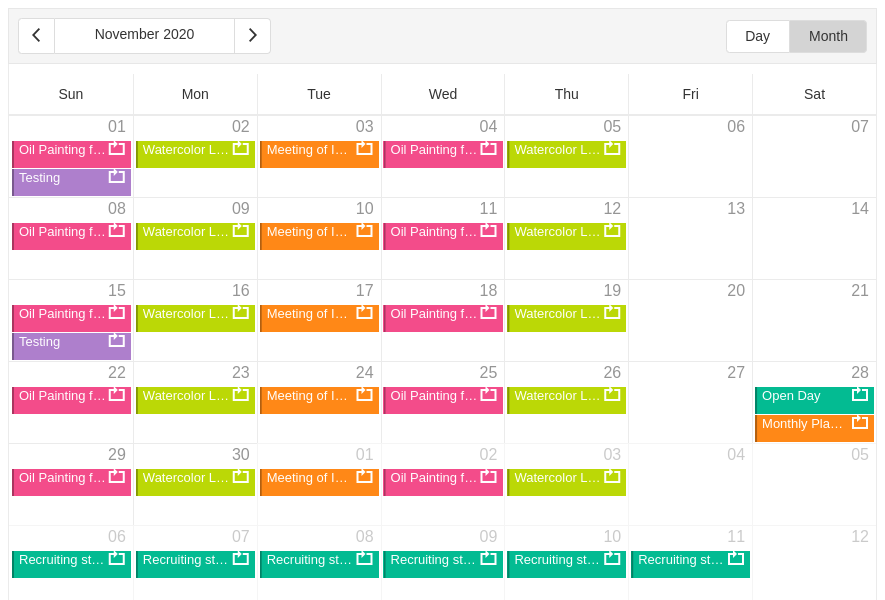 November 2020
Day Month
Sun Mon Tue Wed Thu Fri Sat
01 02 03 04 05 06 07
Oil Painting f… Watercolor L… Meeting of I… Oil Painting f… Watercolor L…
Testing
08 09 10 11 12 13 14
Oil Painting f… Watercolor L… Meeting of I… Oil Painting f… Watercolor L…
15 16 17 18 19 20 21
Oil Painting f… Watercolor L… Meeting of I… Oil Painting f… Watercolor L…
Testing
22 23 24 25 26 27 28
Oil Painting f… Watercolor L… Meeting of I… Oil Painting f… Watercolor L… Open Day
Monthly Pla…
29 30 01 02 03 04 05
Oil Painting f… Watercolor L… Meeting of I… Oil Painting f… Watercolor L…
06 07 08 09 10 11 12
Recruiting st… Recruiting st… Recruiting st… Recruiting st… Recruiting st… Recruiting st…